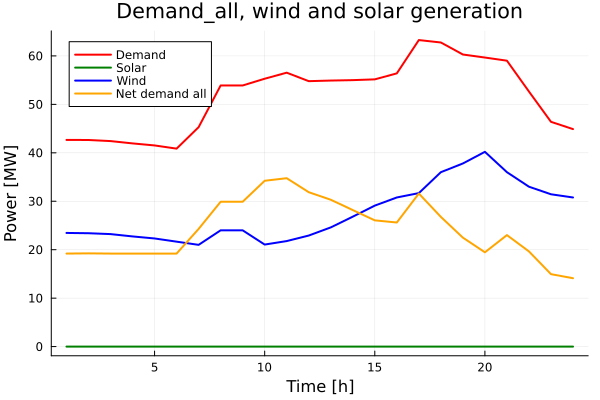 Demand_all, wind and solar generation
Power [MW]
60
50
40
30
20
10
0
Demand
Solar
Wind
Net demand all
5
10
15
20
Time [h]